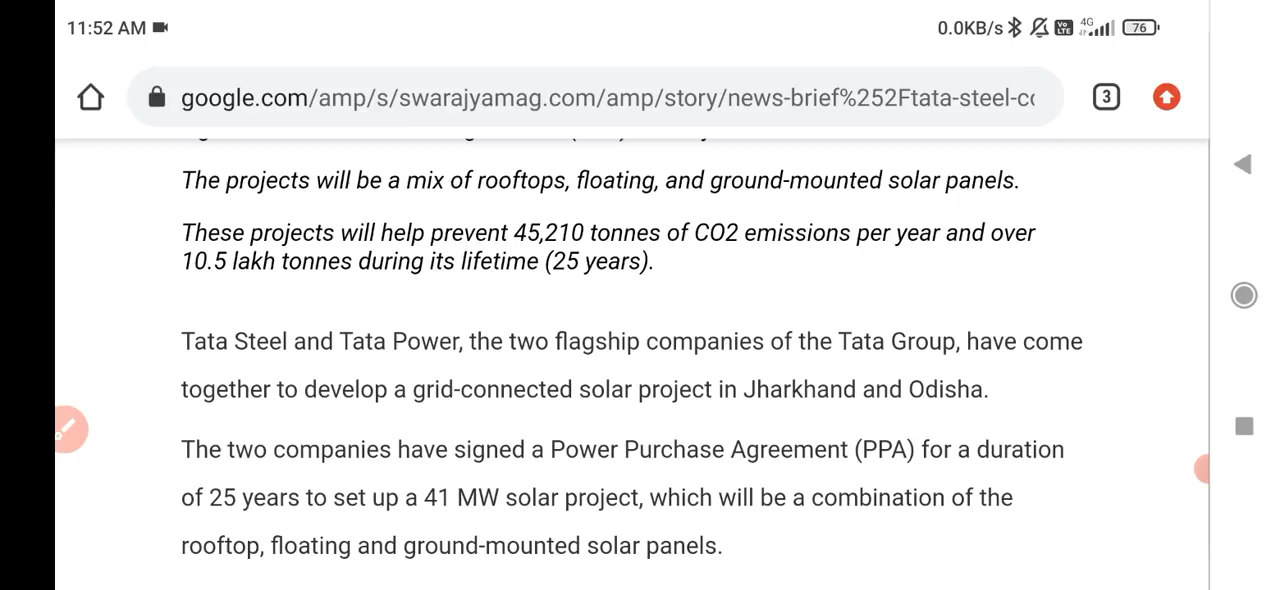 11:52 AM
0.0KB/s Vo LTE 4G 76
google.com/amp/s/swarajyamag.com/amp/story/news-brief%252Ftata-steel-co
3
The projects will be a mix of rooftops, floating, and ground-mounted solar panels.
These projects will help prevent 45,210 tonnes of CO2 emissions per year and over
10.5 lakh tonnes during its lifetime (25 years).
Tata Steel and Tata Power, the two flagship companies of the Tata Group, have come
together to develop a grid-connected solar project in Jharkhand and Odisha.
The two companies have signed a Power Purchase Agreement (PPA) for a duration
of 25 years to set up a 41 MW solar project, which will be a combination of the
rooftop, floating and ground-mounted solar panels.